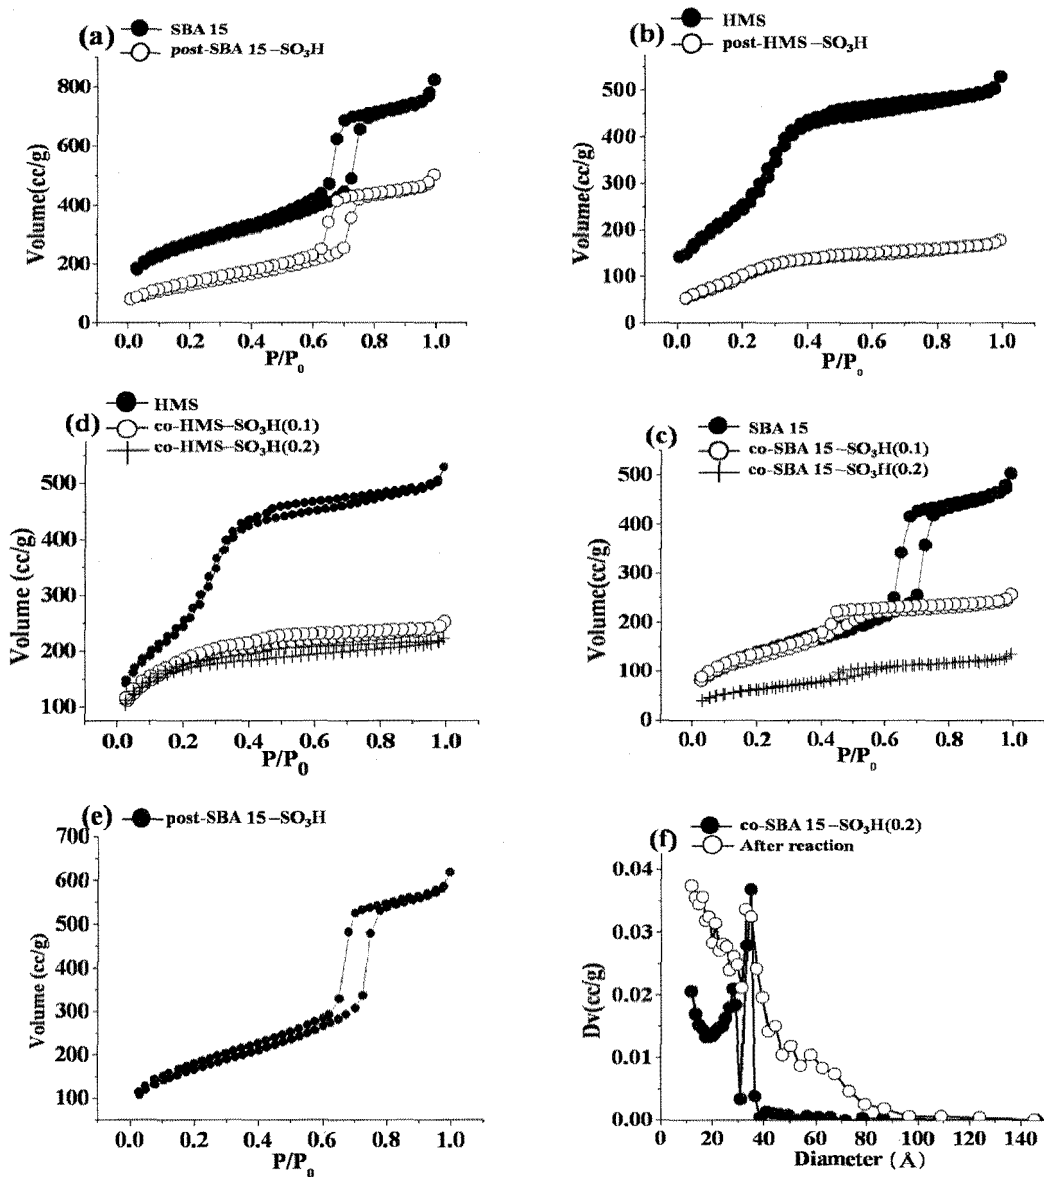 (a)
SBA 15
post-SBA 15-SO₃H
800
600
400
200
0
Volume(cc/g)
0.0 0.2 0.4 0.6 0.8 1.0
P/P₀
(b)
HMS
post-HMS-SO₃H
500
400
300
200
100
0
Volume(cc/g)
0.0 0.2 0.4 0.6 0.8 1.0
P/P₀
(d)
HMS
co-HMS-SO₃H(0.1)
co-HMS-SO₃H(0.2)
500
400
300
200
100
Volume (cc/g)
0.0 0.2 0.4 0.6 0.8 1.0
P/P₀
(c)
SBA 15
co-SBA 15-SO₃H(0.1)
co-SBA 15-SO₃H(0.2)
500
400
300
200
100
0
Volume(cc/g)
0.0 0.2 0.4 0.6 0.8 1.0
P/P₀
(e)
post-SBA 15-SO₃H
700
600
500
400
300
200
100
Volume (cc/g)
0.0 0.2 0.4 0.6 0.8 1.0
P/P₀
(f)
co-SBA 15-SO₃H(0.2)
After reaction
0.04
0.03
0.02
0.01
0.00
Dv(cc/g)
0 20 40 60 80 100 120 140
Diameter (Å)